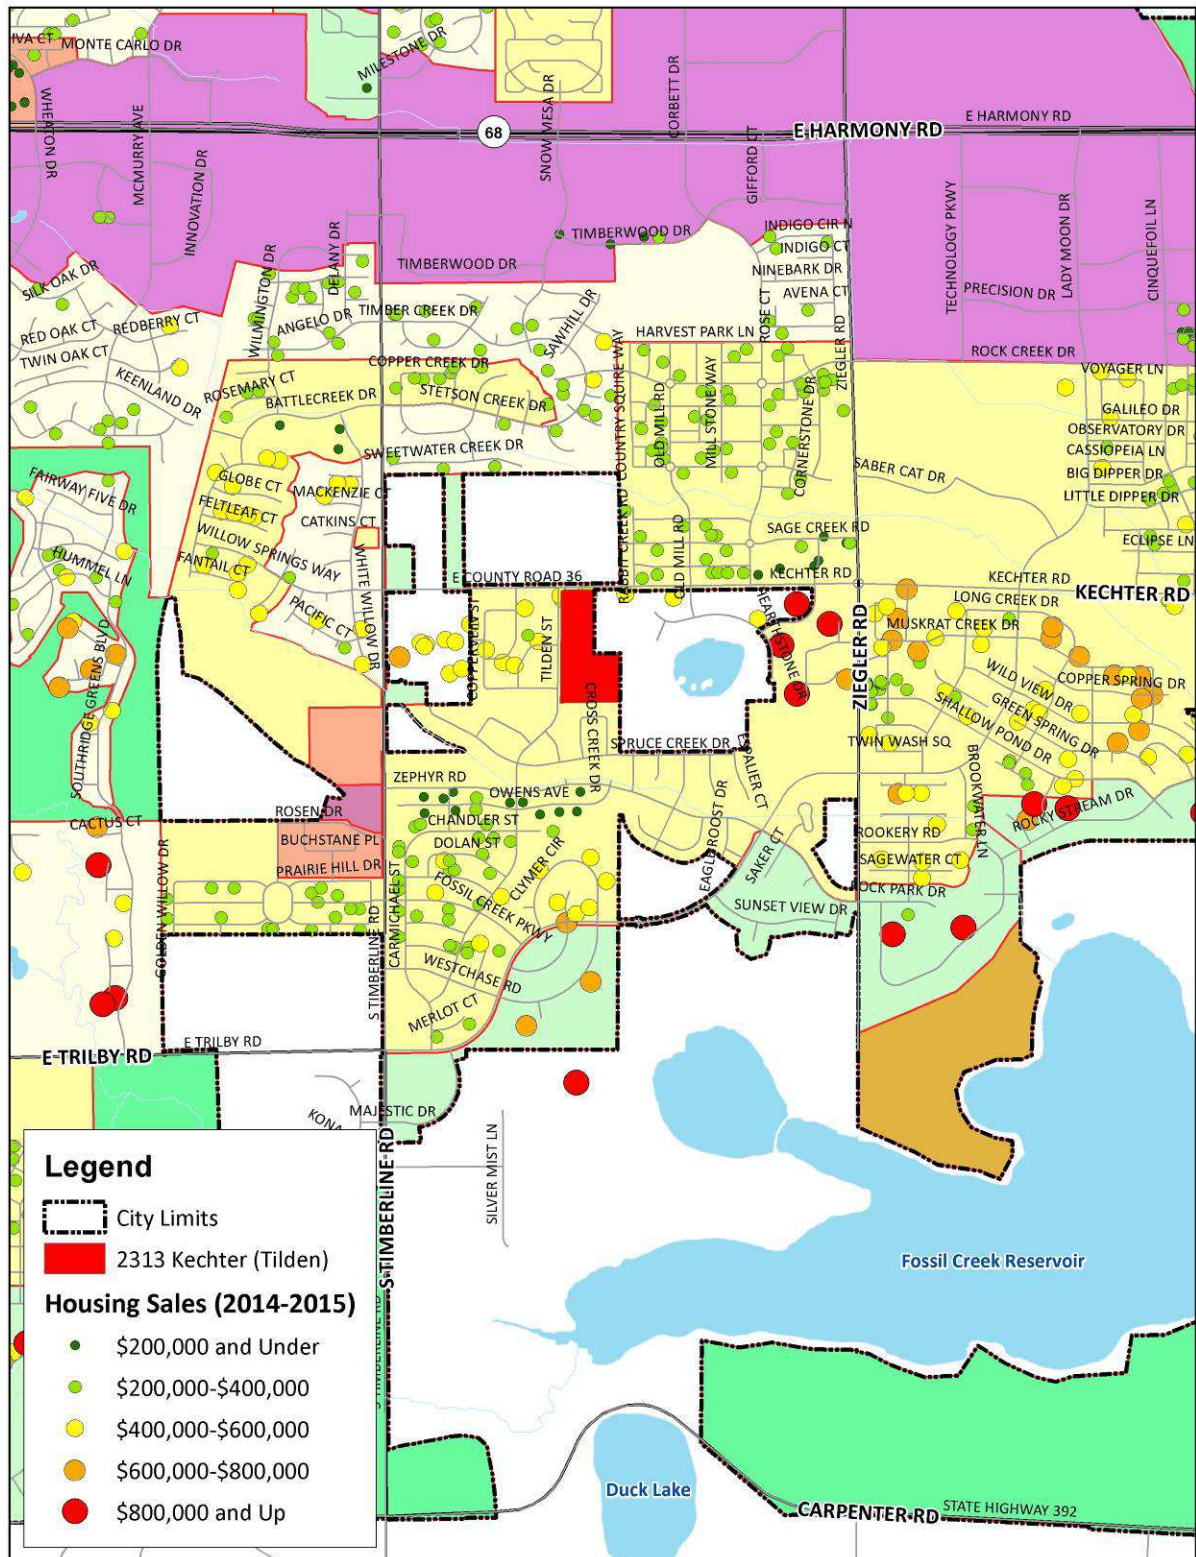 IVA CT
MONTE CARLO DR
MILESTONE DR
WHEATON DR
MCMURRY AVE
INNOVATION DR
SNOW MESA DR
CORBETT DR
GIFFORD CT
68
E HARMONY RD
E HARMONY RD
TECHNOLOGY PKWY
LADY MOON DR
CINQUEFOIL LN
TIMBERWOOD DR
INDIGO CIR N
INDIGO CT
NINEBARK DR
AVENA CT
TIMBERWOOD DR
DELANY DR
WILMINGTON DR
SILK OAK DR
PRECISION DR
RED OAK CT
REDBERRY CT
ANGELO DR
TIMBER CREEK DR
SAWHILL DR
HARVEST PARK LN
ROSE CT
ZIEGLER RD
TWIN OAK CT
KEENLAND DR
COPPER CREEK DR
ROCK CREEK DR
VOYAGER LN
ROSEMARY CT
BATTLECREEK DR
STETSON CREEK DR
COUNTRY SQUIRE WAY
OLD MILL RD
MILL STONE WAY
CORNERSTONE DR
GALILEO DR
OBSERVATORY DR
CASSIOPEIA LN
BIG DIPPER DR
LITTLE DIPPER DR
SWEETWATER CREEK DR
SABER CAT DR
FAIRWAY FIVE DR
GLOBE CT
MACKENZIE CT
FELTLEAF CT
CATKINS CT
WILLOW SPRINGS WAY
FANTAIL CT
HUMMEL LN
SAGE CREEK RD
ECLIPSE LN
RABBIT CREEK RD
OLD MILL RD
E COUNTY ROAD 36
KECHTER RD
KECHTER RD
KECHTER RD
WHITE WILLOW DR
PACIFIC CT
COPPERVEIN ST
TILDEN ST
HEARTHSTONE DR
ZIEGLER RD
LONG CREEK DR
MUSKRAT CREEK DR
WILD VIEW DR
COPPER SPRING DR
GREEN SPRING DR
SHALLOW POND DR
SOUTHRIDGE GREENS BLVD
CROSS CREEK DR
SPRUCE CREEK DR
ESPALIER CT
TWIN WASH SQ
BROOKWATER LN
ZEPHYR RD
OWENS AVE
ROSEN DR
CACTUS CT
CHANDLER ST
BUCHSTANE PL
DOLAN ST
PRAIRIE HILL DR
CLYMER CIR
FOSSIL CREEK PKWY
EAGLE ROOST DR
SAKER CT
ROOKERY RD
ROCKY STREAM DR
SAGEWATER CT
OCK PARK DR
SUNSET VIEW DR
GOLDEN WILLOW DR
CARMICHAEL ST
S TIMBERLINE RD
WESTCHASE RD
MERLOT CT
E TRILBY RD
E TRILBY RD
MAJESTIC DR
KONA
S TIMBERLINE RD
S TIMBERLINE RD
SILVER MIST LN
Fossil Creek Reservoir
Duck Lake
CARPENTER RD
STATE HIGHWAY 392
Legend
City Limits
2313 Kechter (Tilden)
Housing Sales (2014-2015)
$200,000 and Under
$200,000-$400,000
$400,000-$600,000
$600,000-$800,000
$800,000 and Up